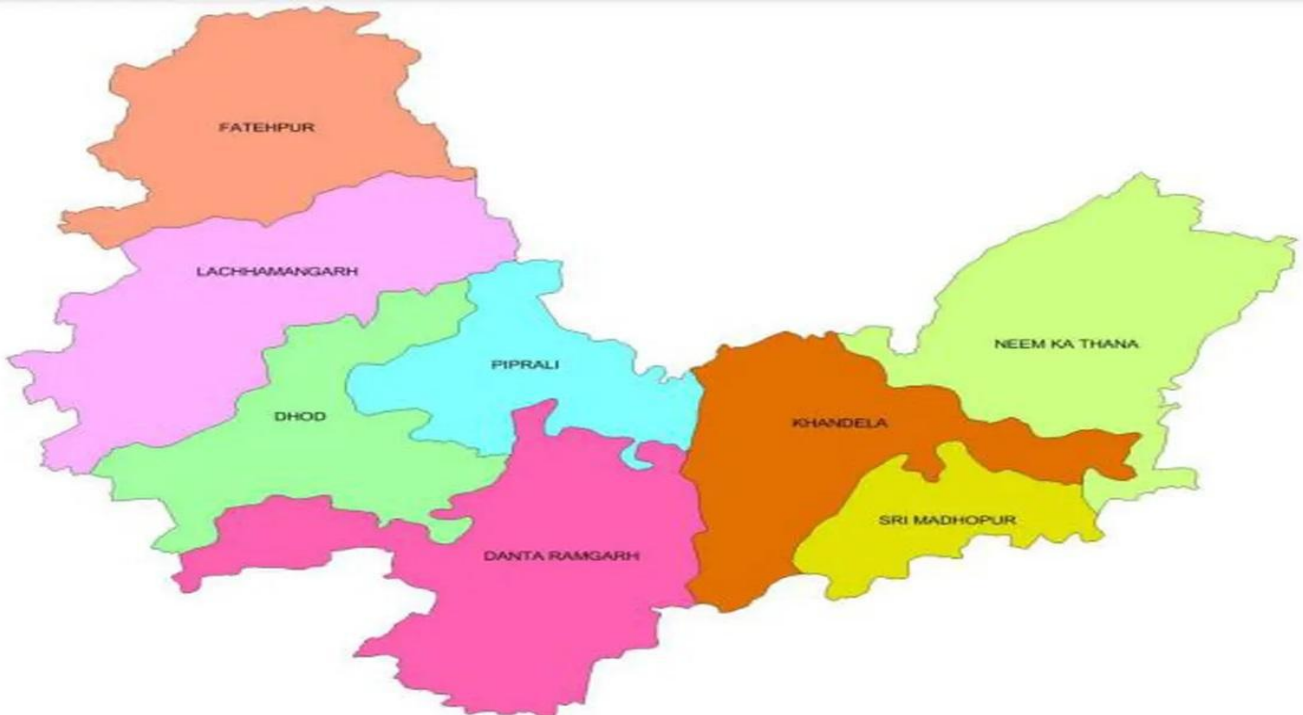 FATEHPUR
LACHHAMANGARH
NEEM KA THANA
PIPRALI
DHOD
KHANDELA
SRI MADHOPUR
DANTA RAMGARH